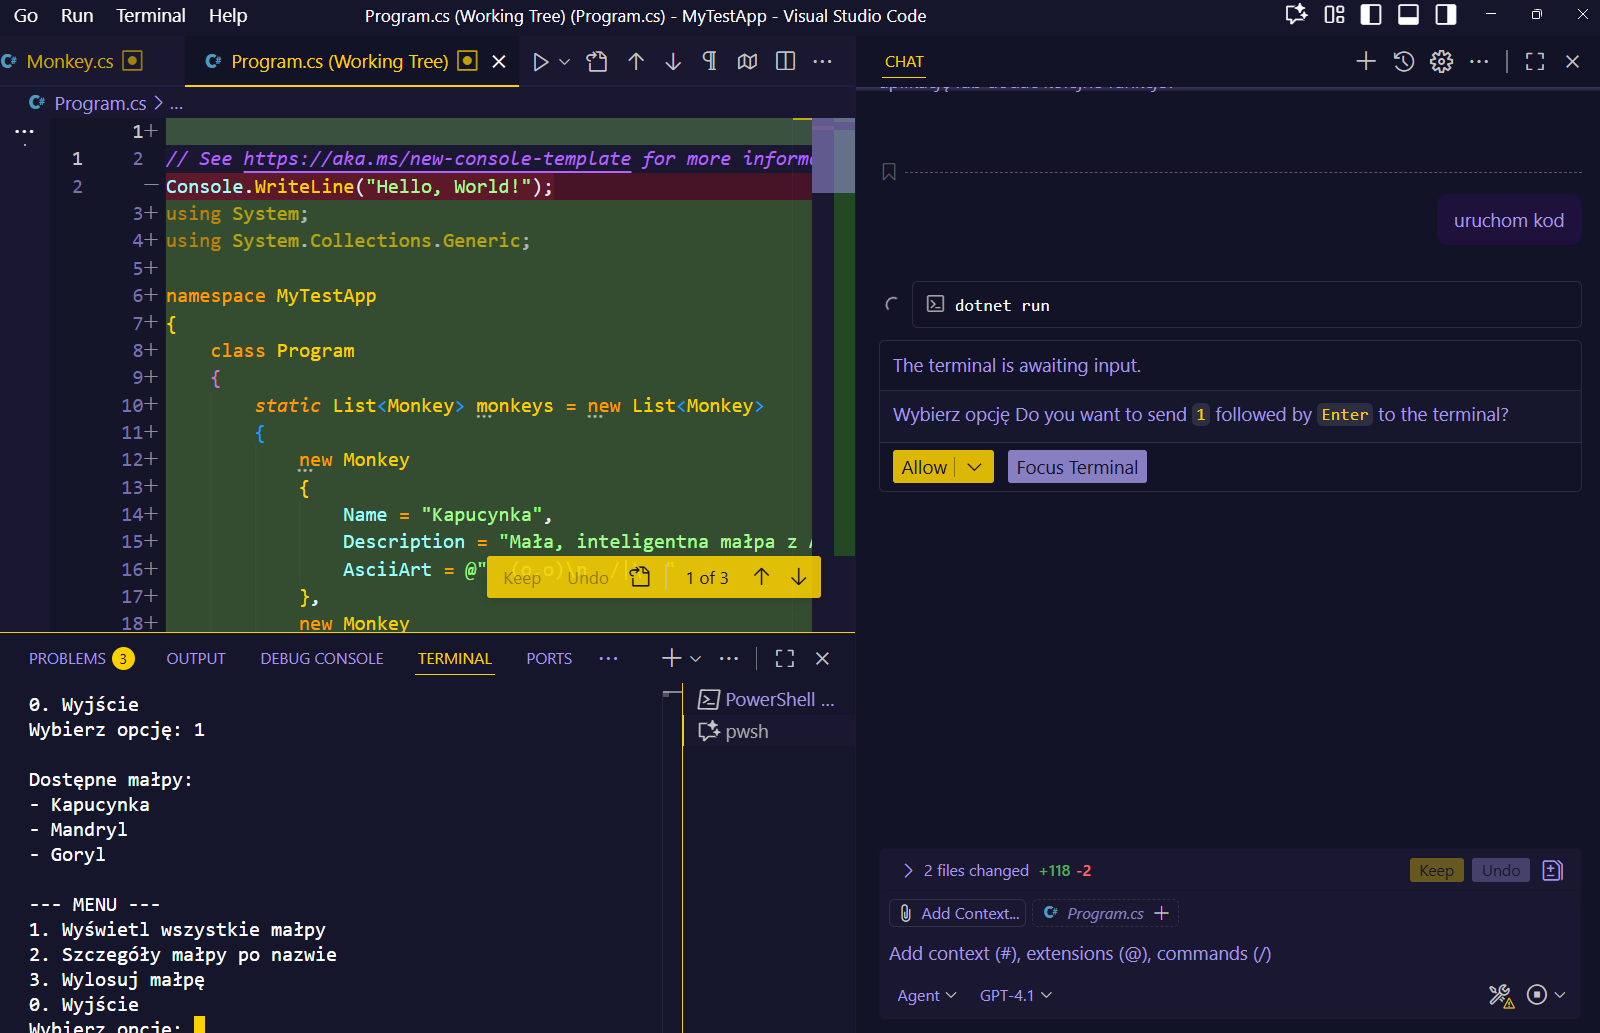 Go Run Terminal Help
Program.cs (Working Tree) (Program.cs) - MyTestApp - Visual Studio Code
C# Monkey.cs
C# Program.cs (Working Tree)
C# Program.cs > ...
1+
1 2 // See https://aka.ms/new-console-template for more
2 — Console.WriteLine("Hello, World!");
3+ using System;
4+ using System.Collections.Generic;
5+
6+ namespace MyTestApp
7+ {
8+ class Program
9+ {
10+ static List<Monkey> monkeys = new List<Monkey>
11+ {
12+ new Monkey
13+ {
14+ Name = "Kapucynka",
15+ Description = "Mała, inteligentna małpa z
16+ AsciiArt = @"
17+ },
18+ new Monkey
Keep Undo 1 of 3
PROBLEMS 3 OUTPUT DEBUG CONSOLE TERMINAL PORTS ...
0. Wyjście
Wybierz opcję: 1
Dostępne małpy:
- Kapucynka
- Mandryl
- Goryl
--- MENU ---
1. Wyświetl wszystkie małpy
2. Szczegóły małpy po nazwie
3. Wylosuj małpę
0. Wyjście
Wybierz opcję:
PowerShell ...
pwsh
CHAT
uruchom kod
dotnet run
The terminal is awaiting input.
Wybierz opcję Do you want to send 1 followed by Enter to the terminal?
Allow Focus Terminal
2 files changed +118 -2 Keep Undo
Add Context... C# Program.cs +
Add context (#), extensions (@), commands (/)
Agent GPT-4.1